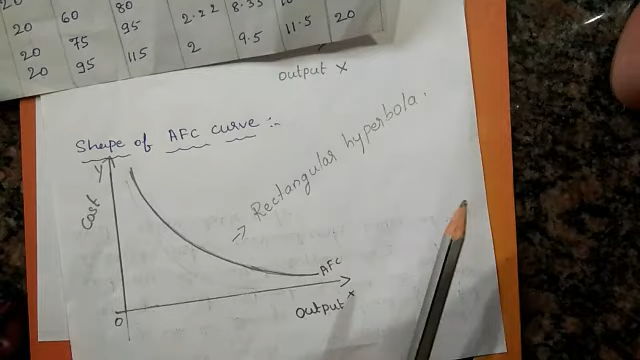 20 60 80 2.22 8.33
20 75 95 2 9.5 11.5 20
20 95 115
output x
Shape of AFC curve :-
→ Rectangular hyperbola.
Y
Cost
AFC
0
output x